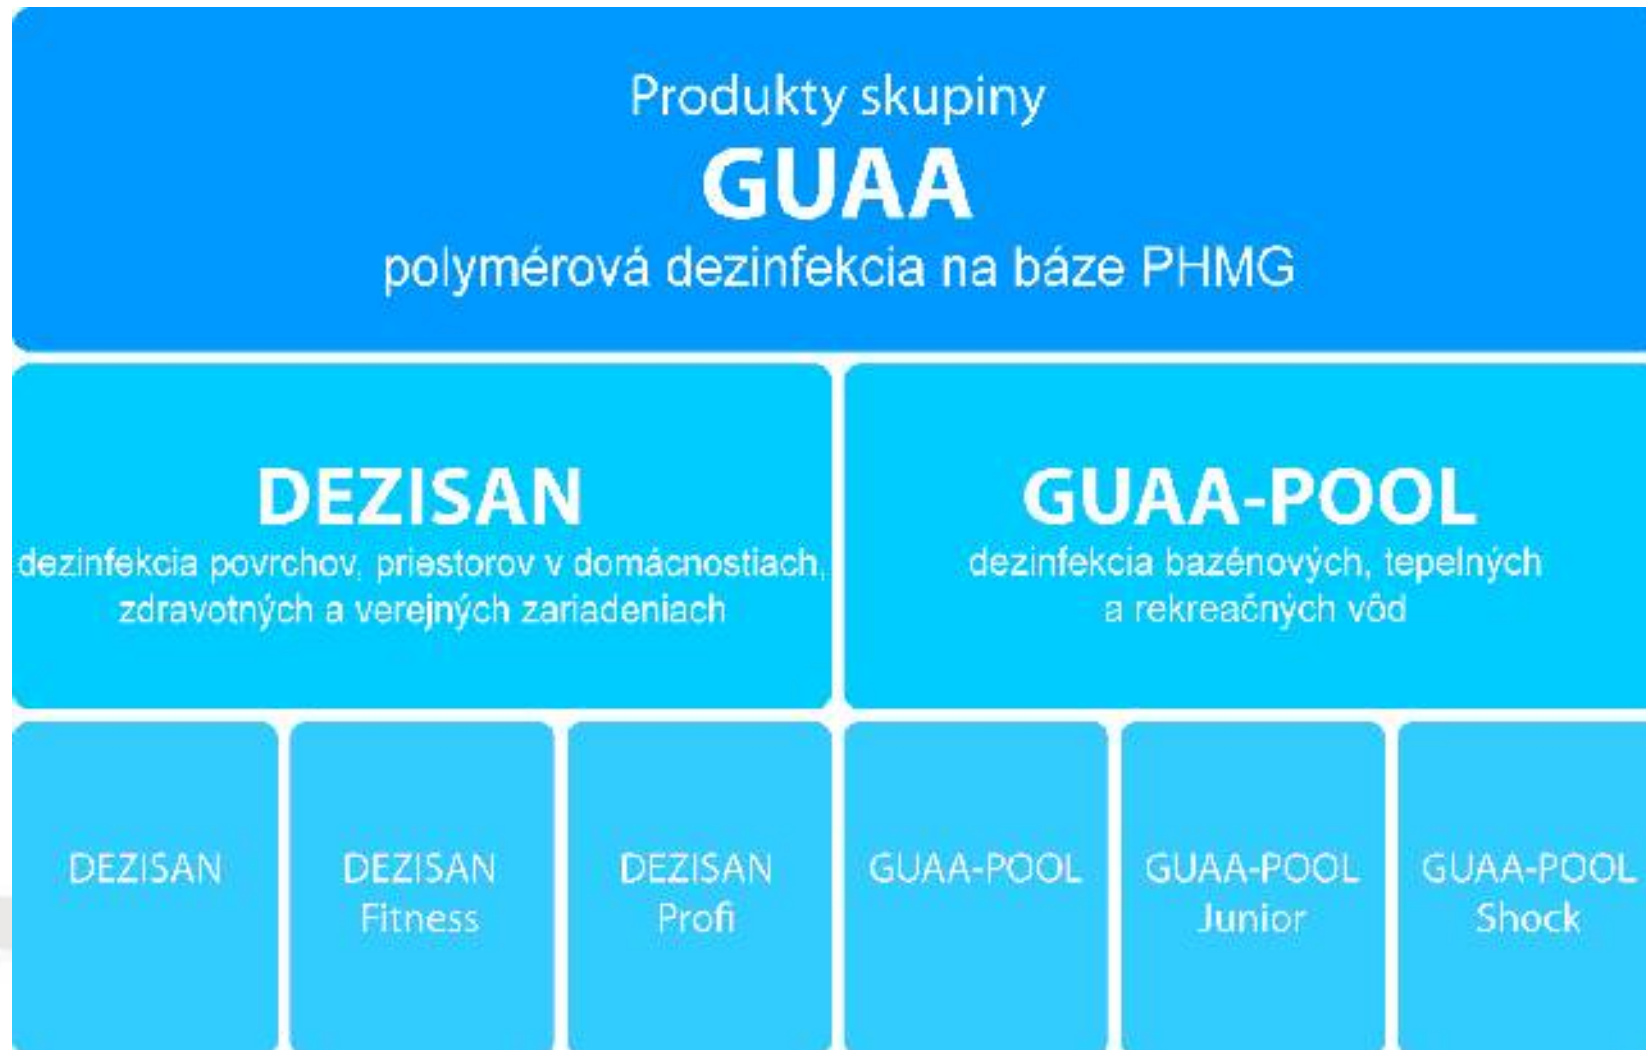 Produkty skupiny
GUAA
polymérová dezinfekcia na báze PHMG
DEZISAN
dezinfekcia povrchov, priestorov v domácnostiach,
zdravotných a verejných zariadeniach
GUAA-POOL
dezinfekcia bazénových, tepelných
a rekreačných vôd
DEZISAN
DEZISAN
Fitness
DEZISAN
Profi
GUAA-POOL
GUAA-POOL
Junior
GUAA-POOL
Shock